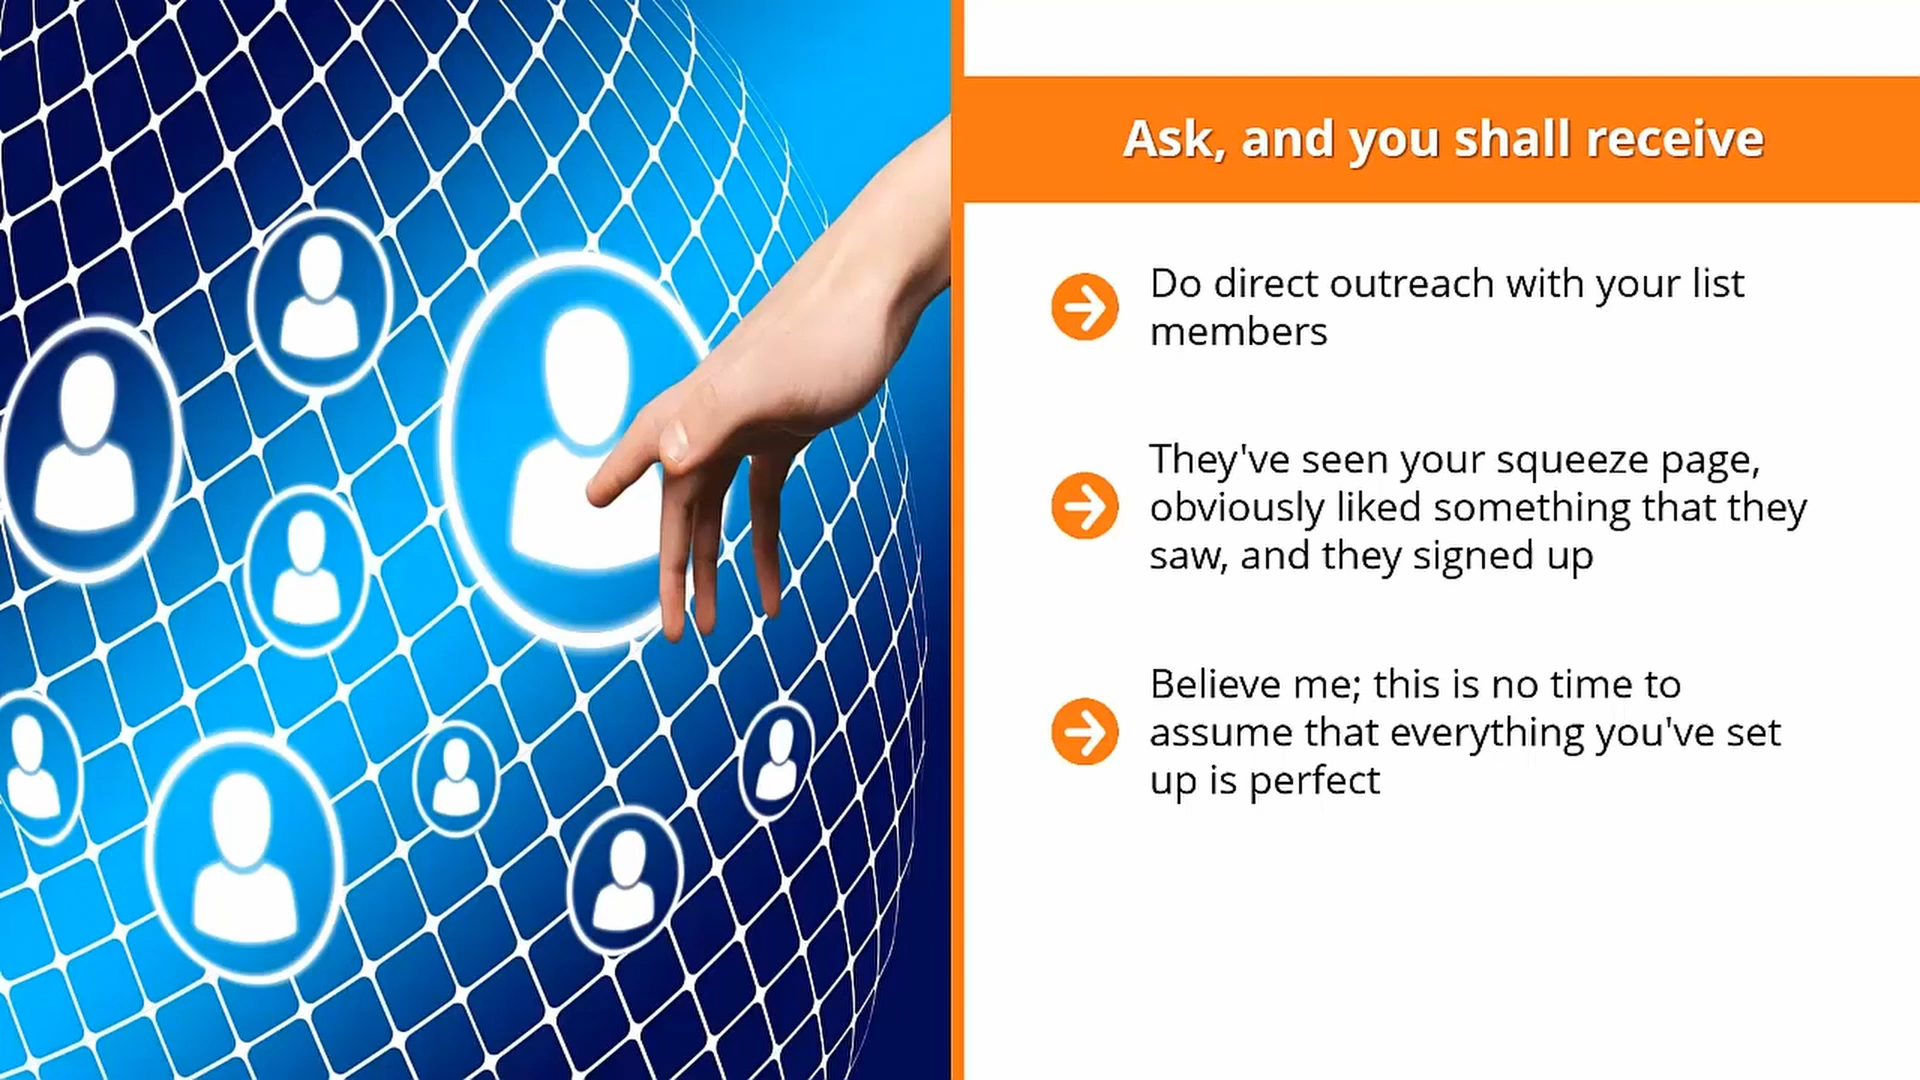 Ask, and you shall receive
Do direct outreach with your list
members
They've seen your squeeze page,
obviously liked something that they
saw, and they signed up
Believe me; this is no time to
assume that everything you've set
up is perfect